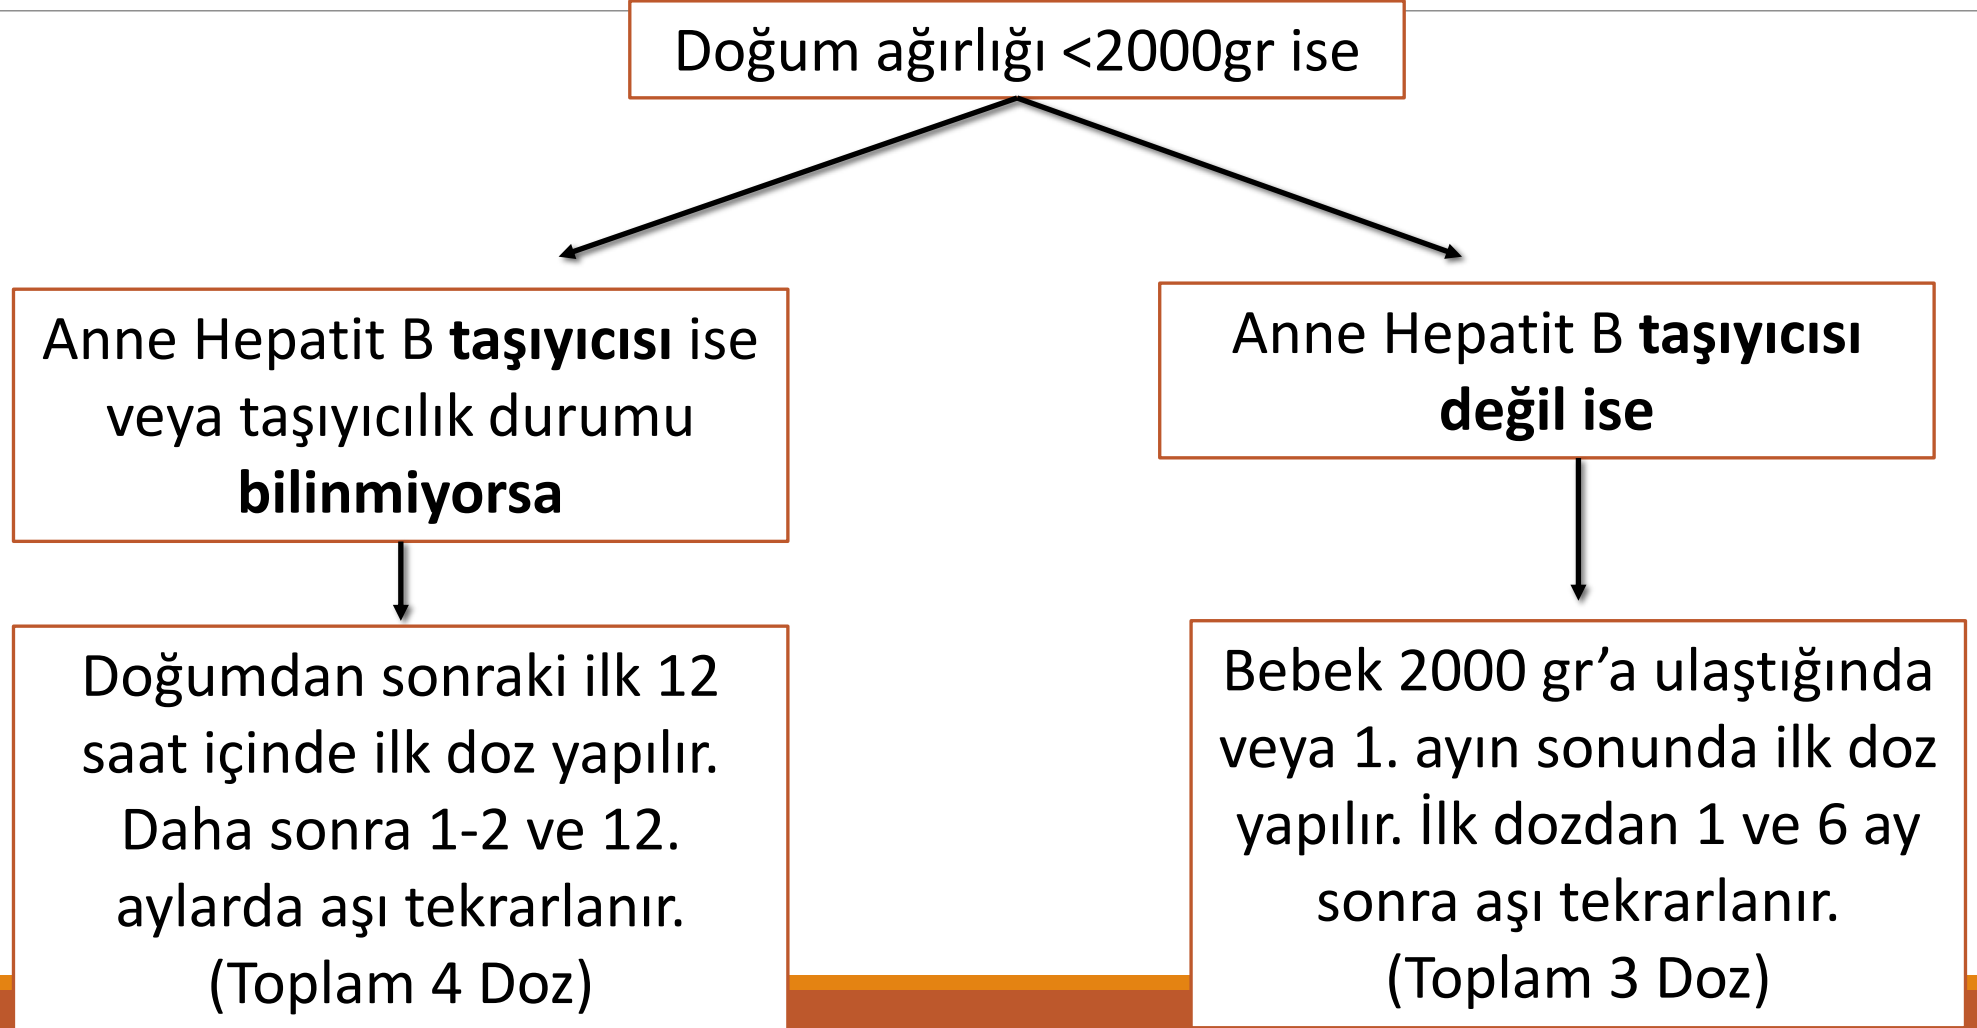 Doğum ağırlığı <2000gr ise
Anne Hepatit B taşıyıcısı ise
veya taşıyıcılık durumu
bilinmiyorsa
Anne Hepatit B taşıyıcısı
değil ise
Doğumdan sonraki ilk 12
saat içinde ilk doz yapılır.
Daha sonra 1-2 ve 12.
aylarda aşı tekrarlanır.
(Toplam 4 Doz)
Bebek 2000 gr’a ulaştığında
veya 1. ayın sonunda ilk doz
yapılır. İlk dozdan 1 ve 6 ay
sonra aşı tekrarlanır.
(Toplam 3 Doz)